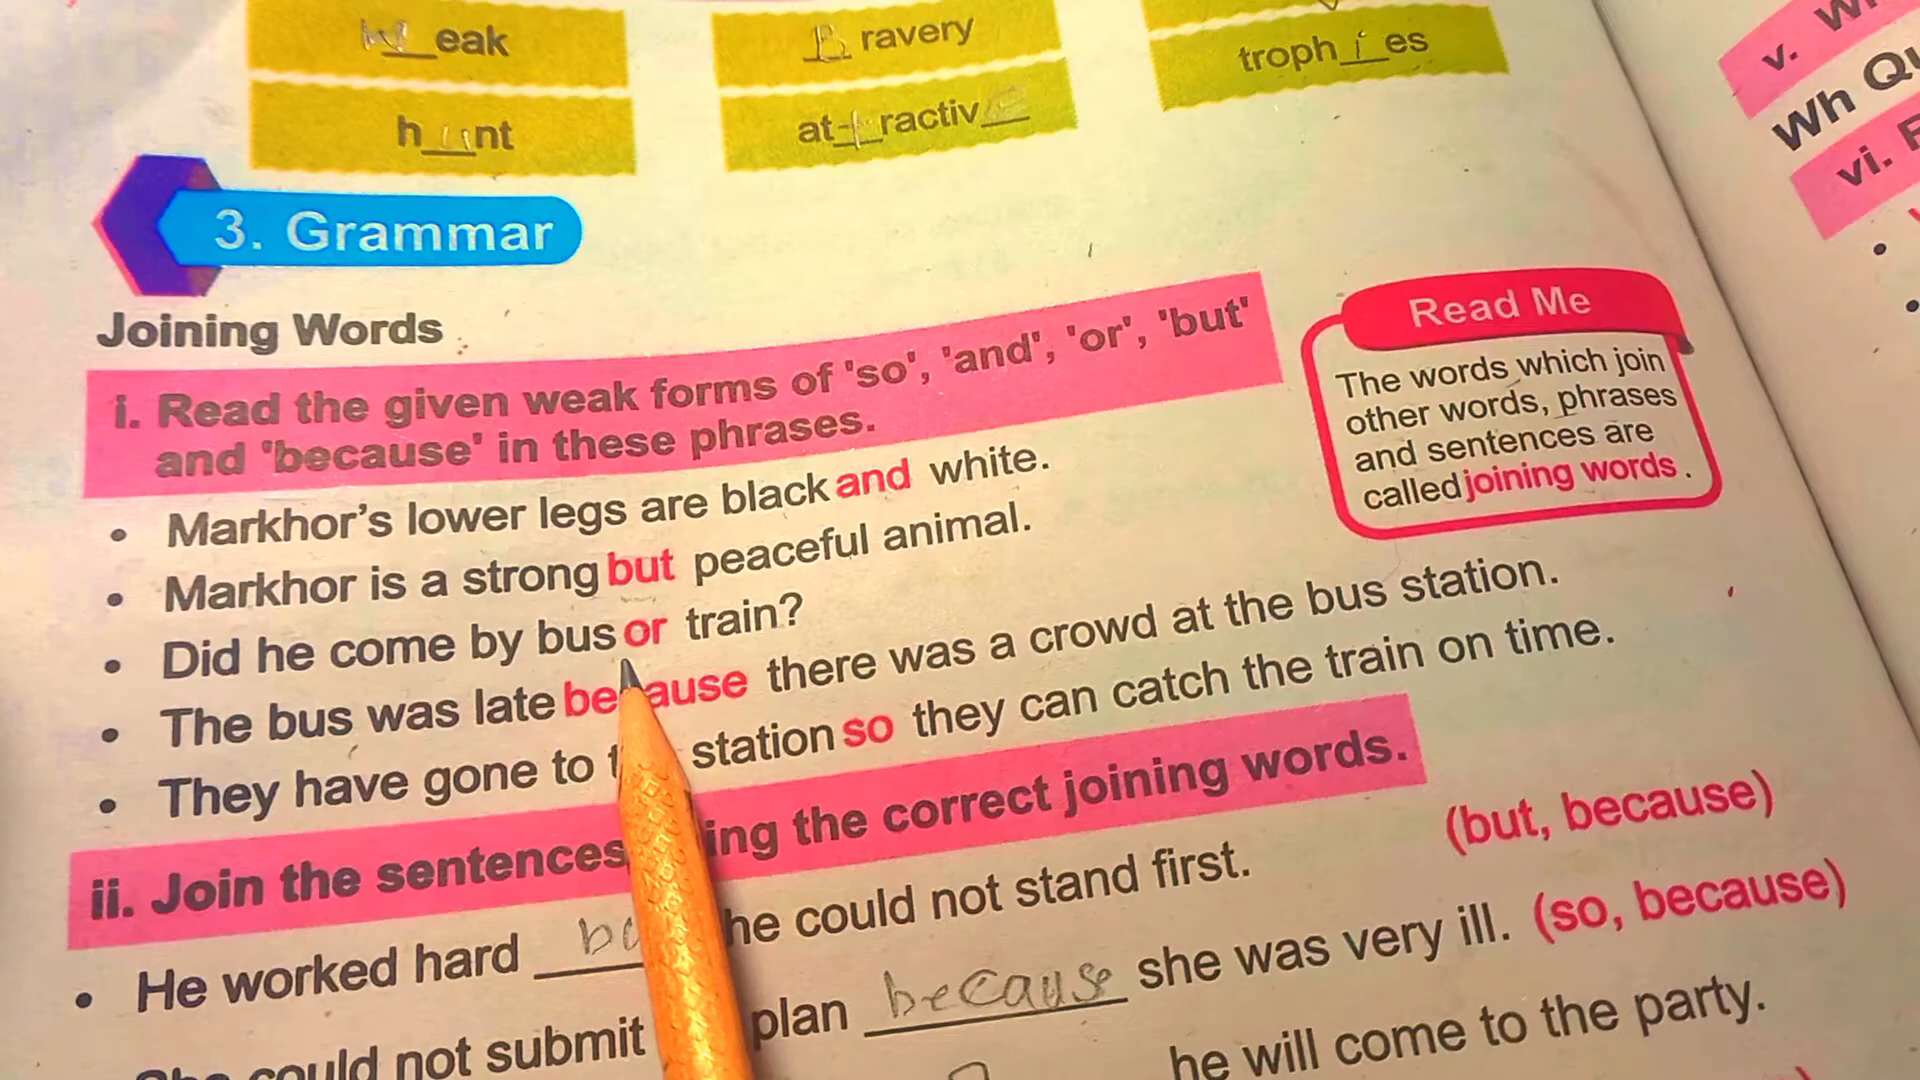 w eak
B ravery
troph i es
h u nt
at t ractive
v. W
Wh Qu
vi.
3. Grammar
Joining Words
i. Read the given weak forms of 'so', 'and', 'or', 'but'
and 'because' in these phrases.
Read Me
The words which join
other words, phrases
and sentences are
called joining words.
• Markhor's lower legs are black and white.
• Markhor is a strong but peaceful animal.
• Did he come by bus or train?
• The bus was late because there was a crowd at the bus station.
• They have gone to station so they can catch the train on time.
ii. Join the sentences ing the correct joining words.
• He worked hard he could not stand first. (but, because)
could not submit plan because she was very ill. (so, because)
he will come to the party.